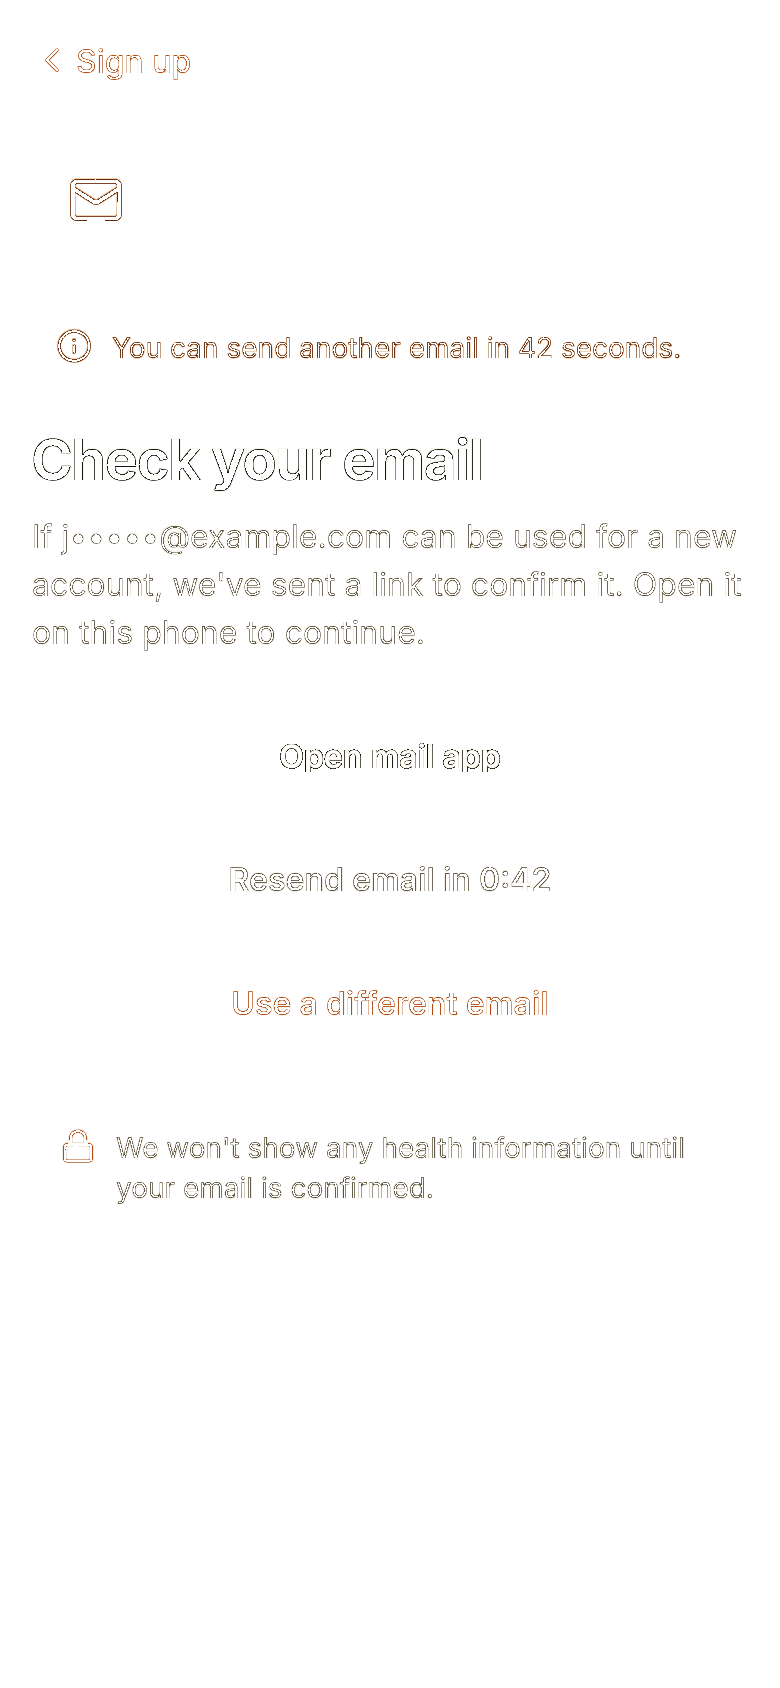 Sign up
You can send another email in 42 seconds.
Check your email
If j•••••@example.com can be used for a new
account, we've sent a link to confirm it. Open it
on this phone to continue.
Open mail app
Resend email in 0:42
Use a different email
We won't show any health information until
your email is confirmed.